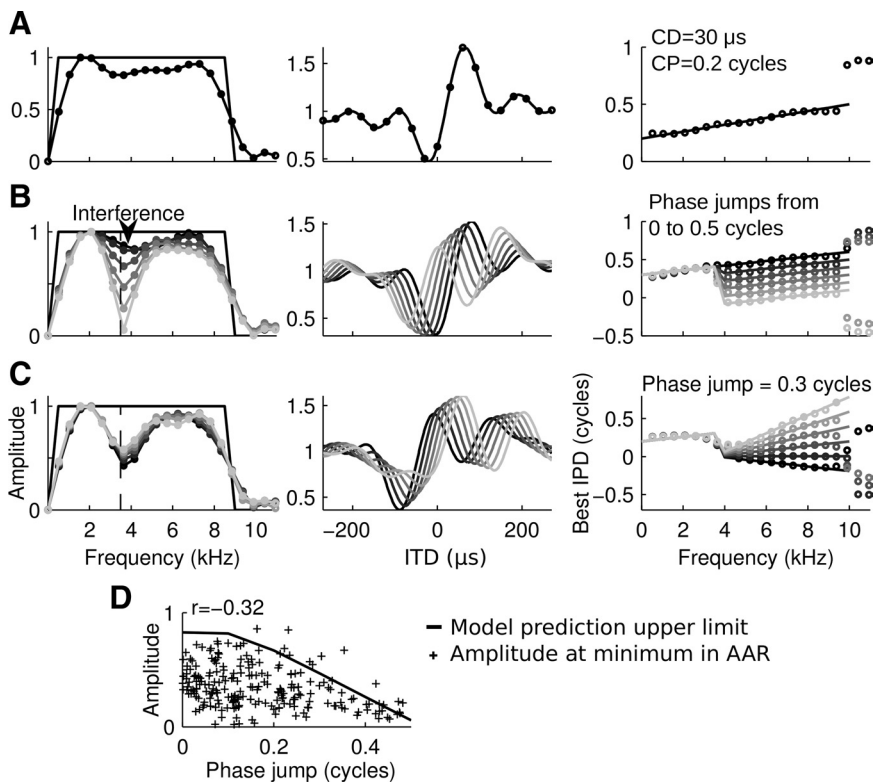 A
1
0.5
0
1.5
1
0.5
CD=30 µs
CP=0.2 cycles
1
0.5
0
B
Interference
1
0
1.5
1
0.5
Phase jumps from
0 to 0.5 cycles
1
0.5
0
−0.5
C
Amplitude
1
0.5
0
2 4 6 8 10
Frequency (kHz)
1.5
1
0.5
−200 0 200
ITD (µs)
Best IPD (cycles)
Phase jump = 0.3 cycles
0.5
0
−0.5
0 2 4 6 8 10
Frequency (kHz)
D
Amplitude
1
0
r=−0.32
0 0.2 0.4
Phase jump (cycles)
Model prediction upper limit
Amplitude at minimum in AAR